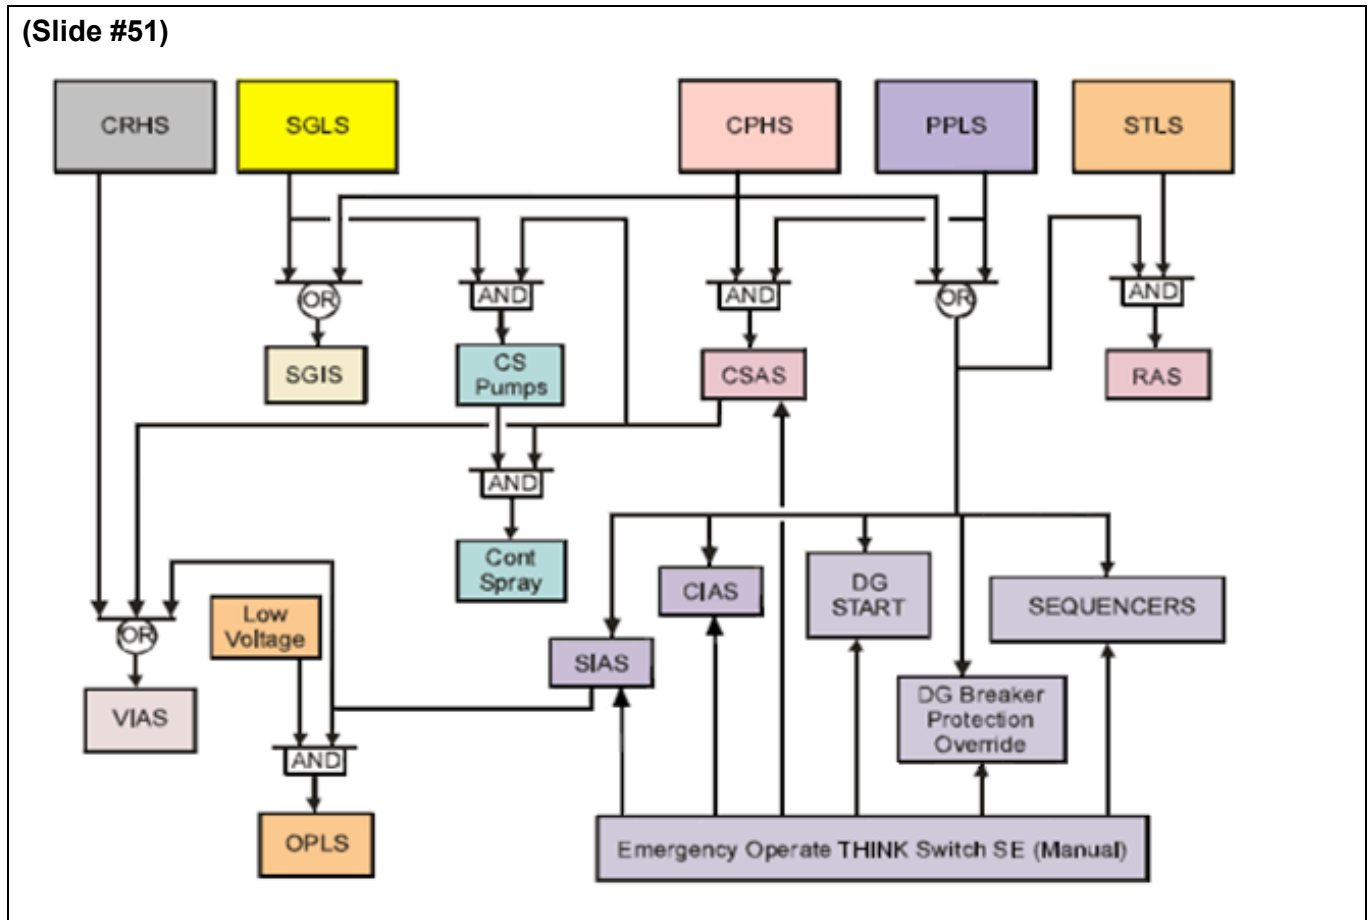 (Slide #51)
CRHS
SGLS
CPHS
PPLS
STLS
OR
AND
AND
OR
AND
SGIS
CS
Pumps
CSAS
RAS
AND
Cont
Spray
CIAS
DG
START
SEQUENCERS
Low
Voltage
OR
SIAS
VIAS
DG Breaker
Protection
Override
AND
OPLS
Emergency Operate THINK Switch SE (Manual)